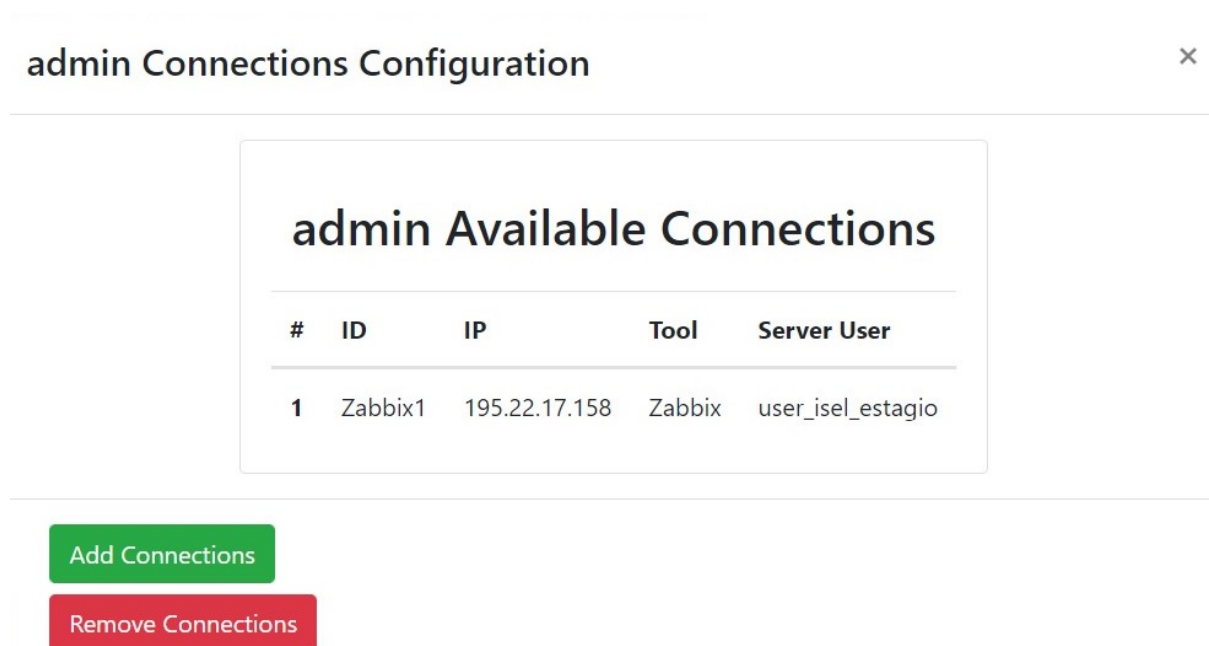 admin Connections Configuration ×
admin Available Connections
# ID IP Tool Server User
1 Zabbix1 195.22.17.158 Zabbix user_isel_estagio
Add Connections
Remove Connections